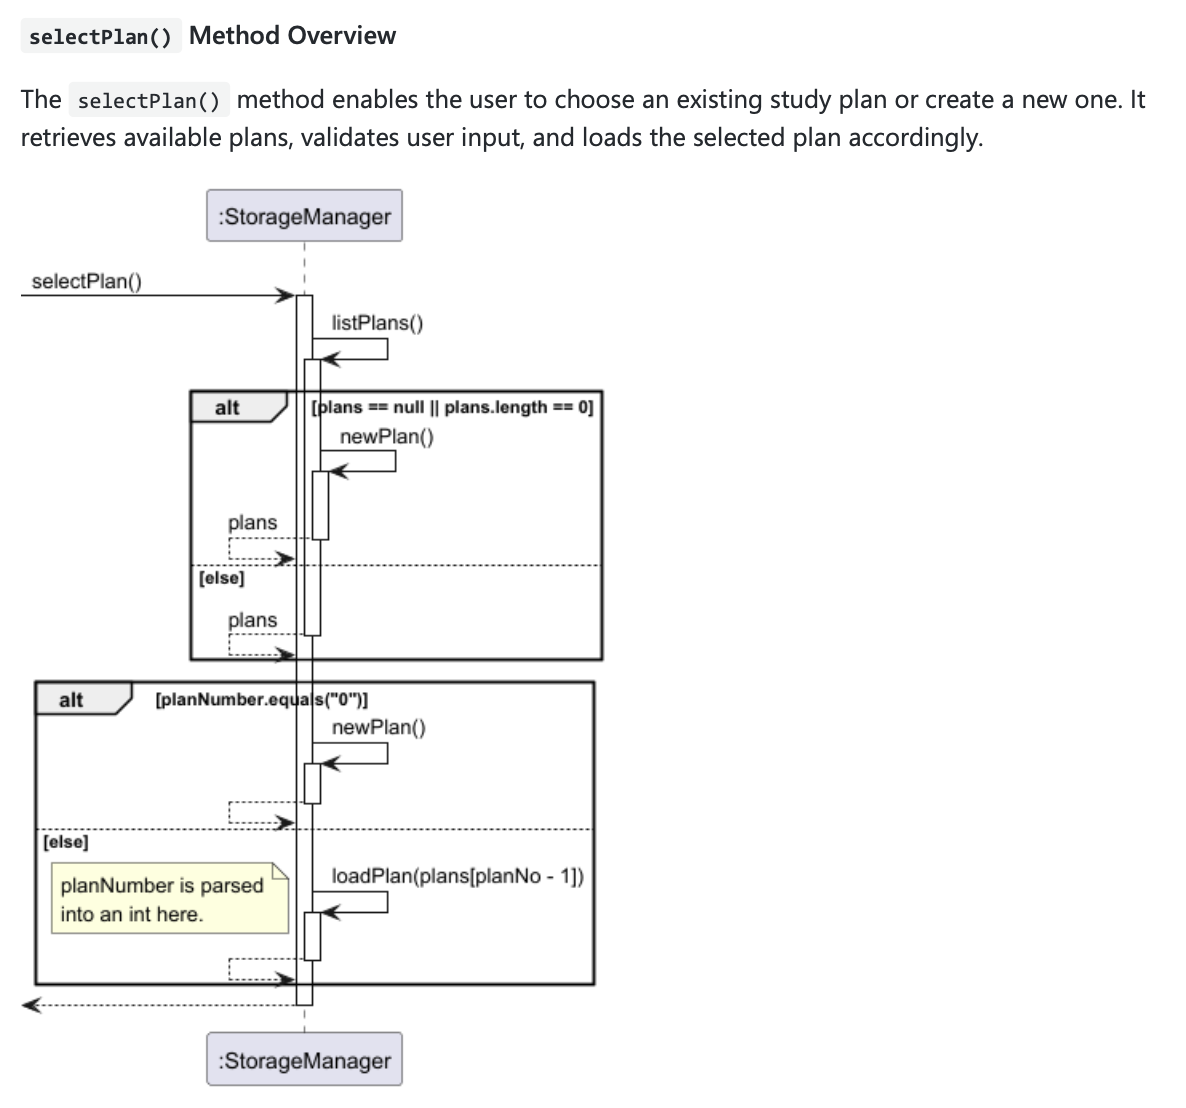 selectPlan() Method Overview
The selectPlan() method enables the user to choose an existing study plan or create a new one. It
retrieves available plans, validates user input, and loads the selected plan accordingly.
:StorageManager
selectPlan()
listPlans()
alt [plans == null || plans.length == 0]
newPlan()
plans
[else]
plans
alt [planNumber.equals("0")]
newPlan()
[else]
loadPlan(plans[planNo - 1])
planNumber is parsed
into an int here.
:StorageManager